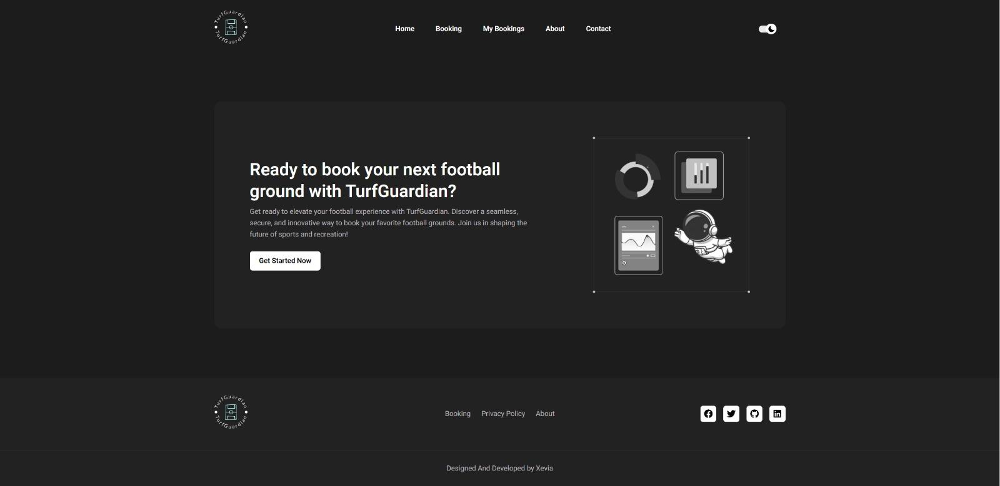 TurfGuardian
TurfGuardian
Home
Booking
My Bookings
About
Contact
Ready to book your next football
ground with TurfGuardian?
Get ready to elevate your football experience with TurfGuardian. Discover a seamless,
secure, and innovative way to book your favorite football grounds. Join us in shaping the
future of sports and recreation!
Get Started Now
TurfGuardian
TurfGuardian
Booking
Privacy Policy
About
Designed And Developed by Xevia